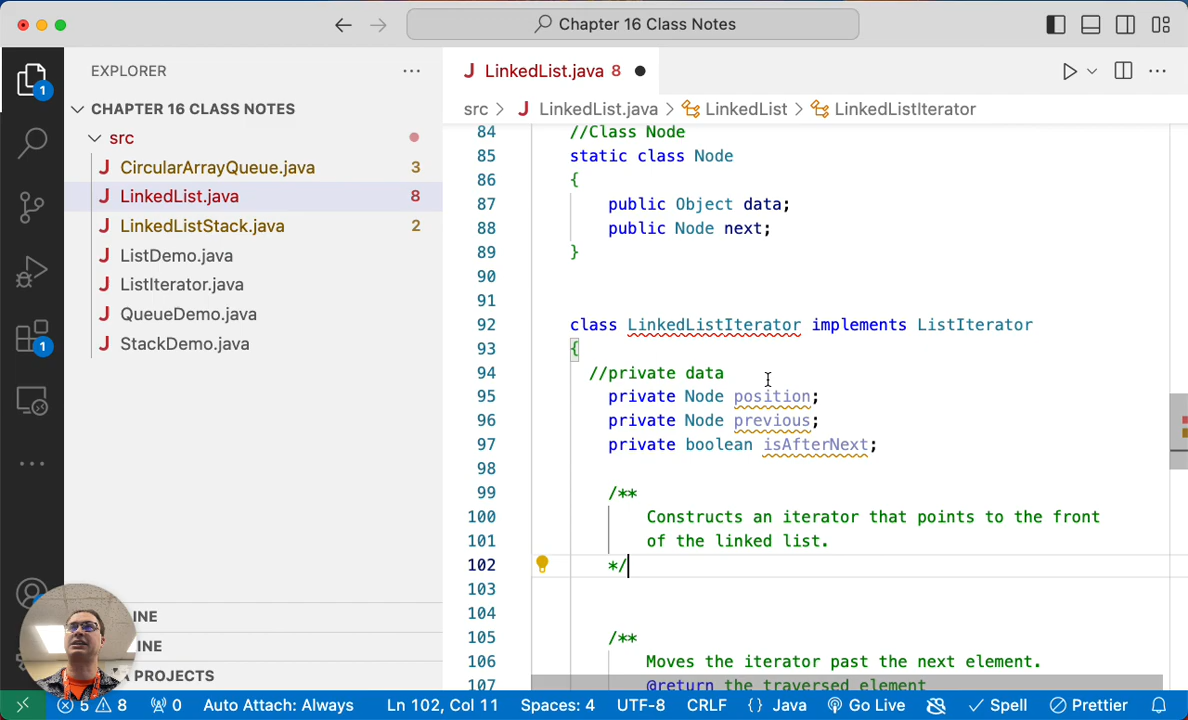 Chapter 16 Class Notes
EXPLORER
CHAPTER 16 CLASS NOTES
src
J CircularArrayQueue.java 3
J LinkedList.java 8
J LinkedListStack.java 2
J ListDemo.java
J ListIterator.java
J QueueDemo.java
J StackDemo.java
INE
INE
PROJECTS
1
1
J LinkedList.java 8
src > J LinkedList.java > LinkedList > LinkedListIterator
84 //Class Node
85 static class Node
86 {
87 public Object data;
88 public Node next;
89 }
90
91
92 class LinkedListIterator implements ListIterator
93 {
94 //private data
95 private Node position;
96 private Node previous;
97 private boolean isAfterNext;
98
99 /**
100 Constructs an iterator that points to the front
101 of the linked list.
102 */
103
104
105 /**
106 Moves the iterator past the next element.
107 @return the traversed element
5 8 0 Auto Attach: Always Ln 102, Col 11 Spaces: 4 UTF-8 CRLF {} Java Go Live Spell Prettier